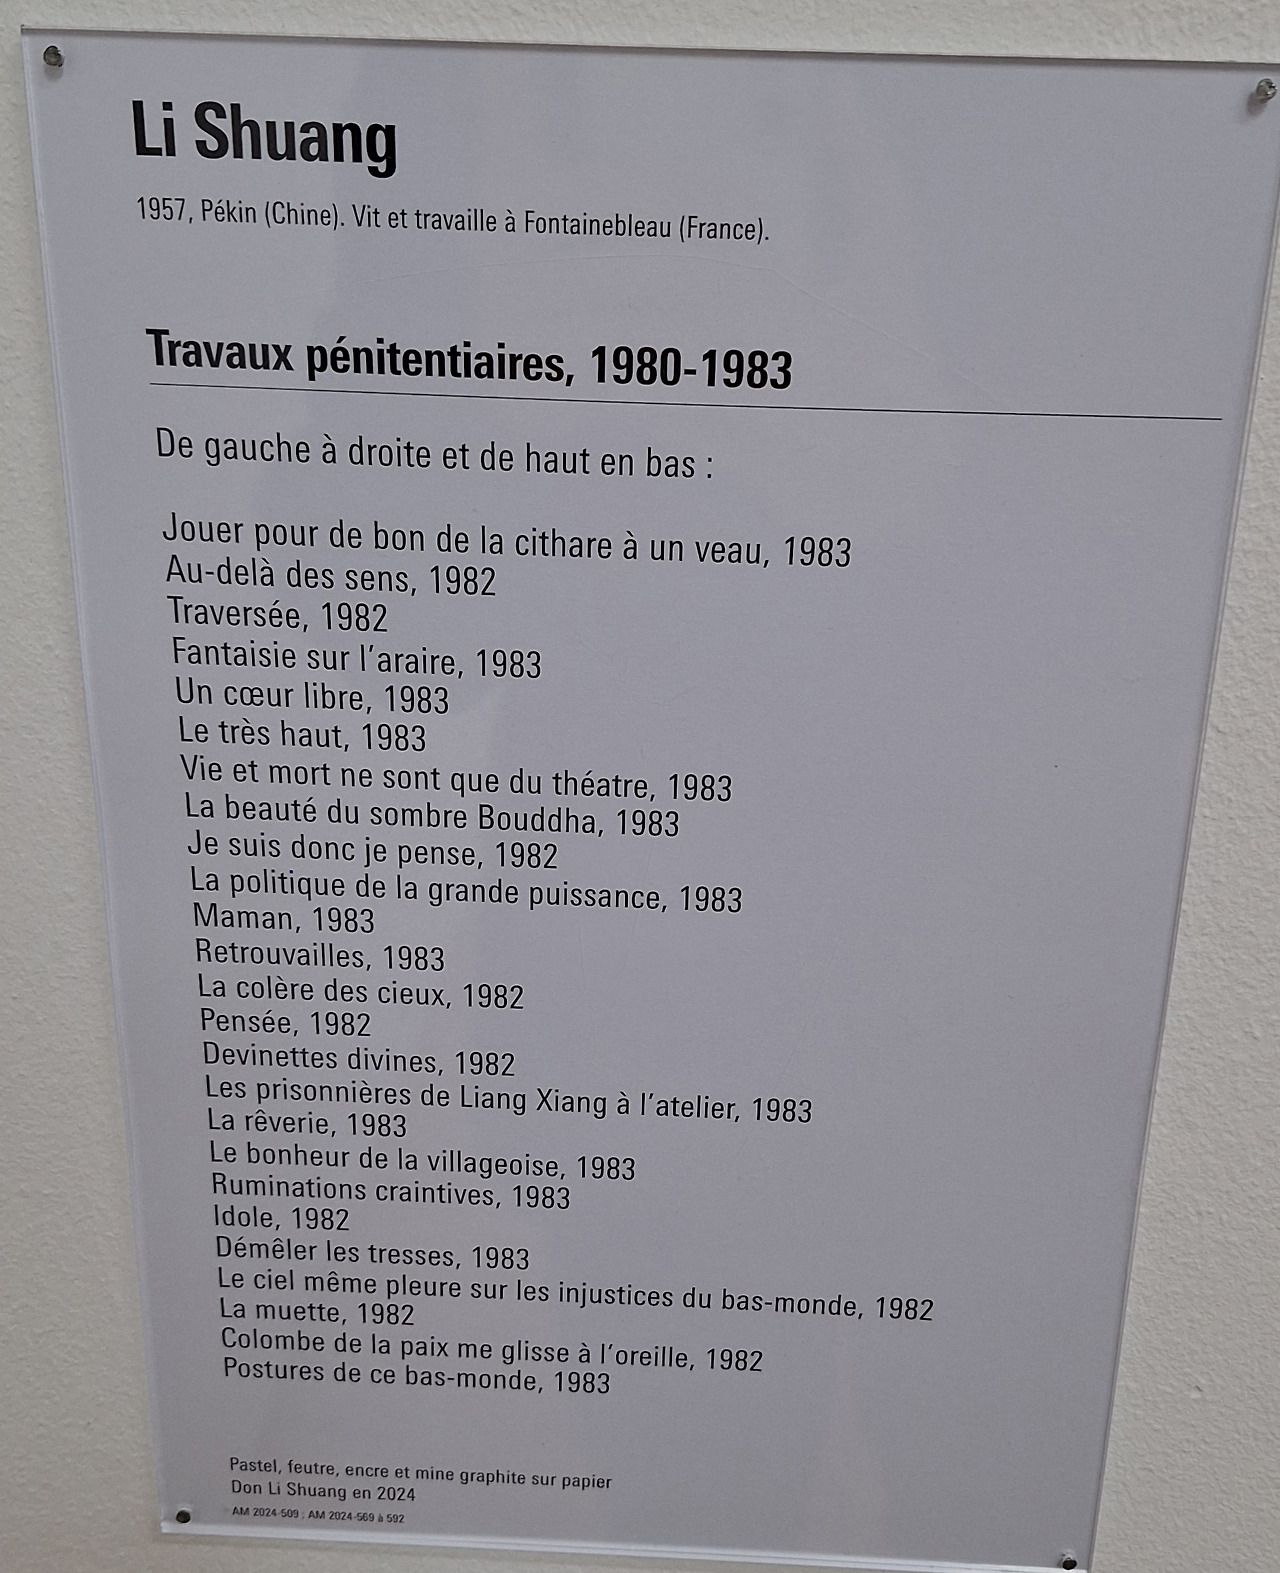 Li Shuang
1957, Pékin (Chine). Vit et travaille à Fontainebleau (France).
Travaux pénitentiaires, 1980-1983
De gauche à droite et de haut en bas :
Jouer pour de bon de la cithare à un veau, 1983
Au-delà des sens, 1982
Traversée, 1982
Fantaisie sur l'araire, 1983
Un cœur libre, 1983
Le très haut, 1983
Vie et mort ne sont que du théatre, 1983
La beauté du sombre Bouddha, 1983
Je suis donc je pense, 1982
La politique de la grande puissance, 1983
Maman, 1983
Retrouvailles, 1983
La colère des cieux, 1982
Pensée, 1982
Devinettes divines, 1982
Les prisonnières de Liang Xiang à l'atelier, 1983
La rêverie, 1983
Le bonheur de la villageoise, 1983
Ruminations craintives, 1983
Idole, 1982
Démêler les tresses, 1983
Le ciel même pleure sur les injustices du bas-monde, 1982
La muette, 1982
Colombe de la paix me glisse à l'oreille, 1982
Postures de ce bas-monde, 1983
Pastel, feutre, encre et mine graphite sur papier
Don Li Shuang en 2024
AM 2024-509 ; AM 2024-569 à 592